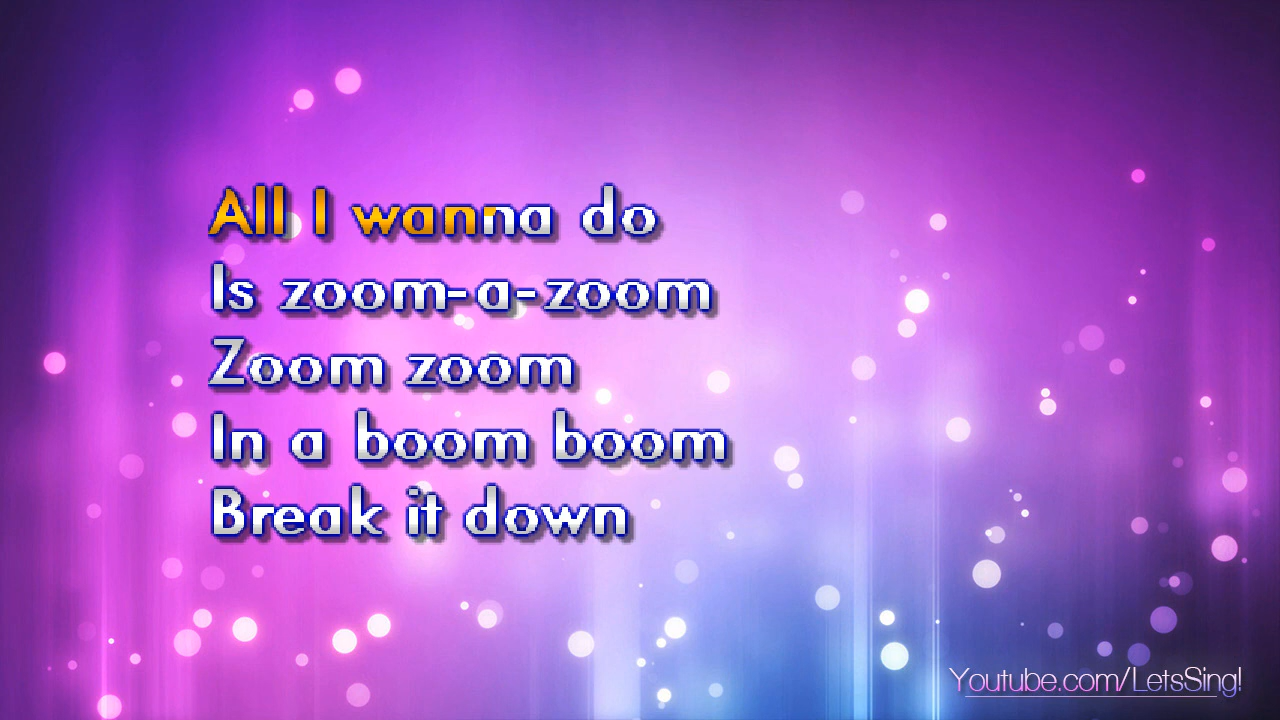 All I wanna do
Is zoom-a-zoom
Zoom zoom
In a boom boom
Break it down
Youtube.com/LetsSing!